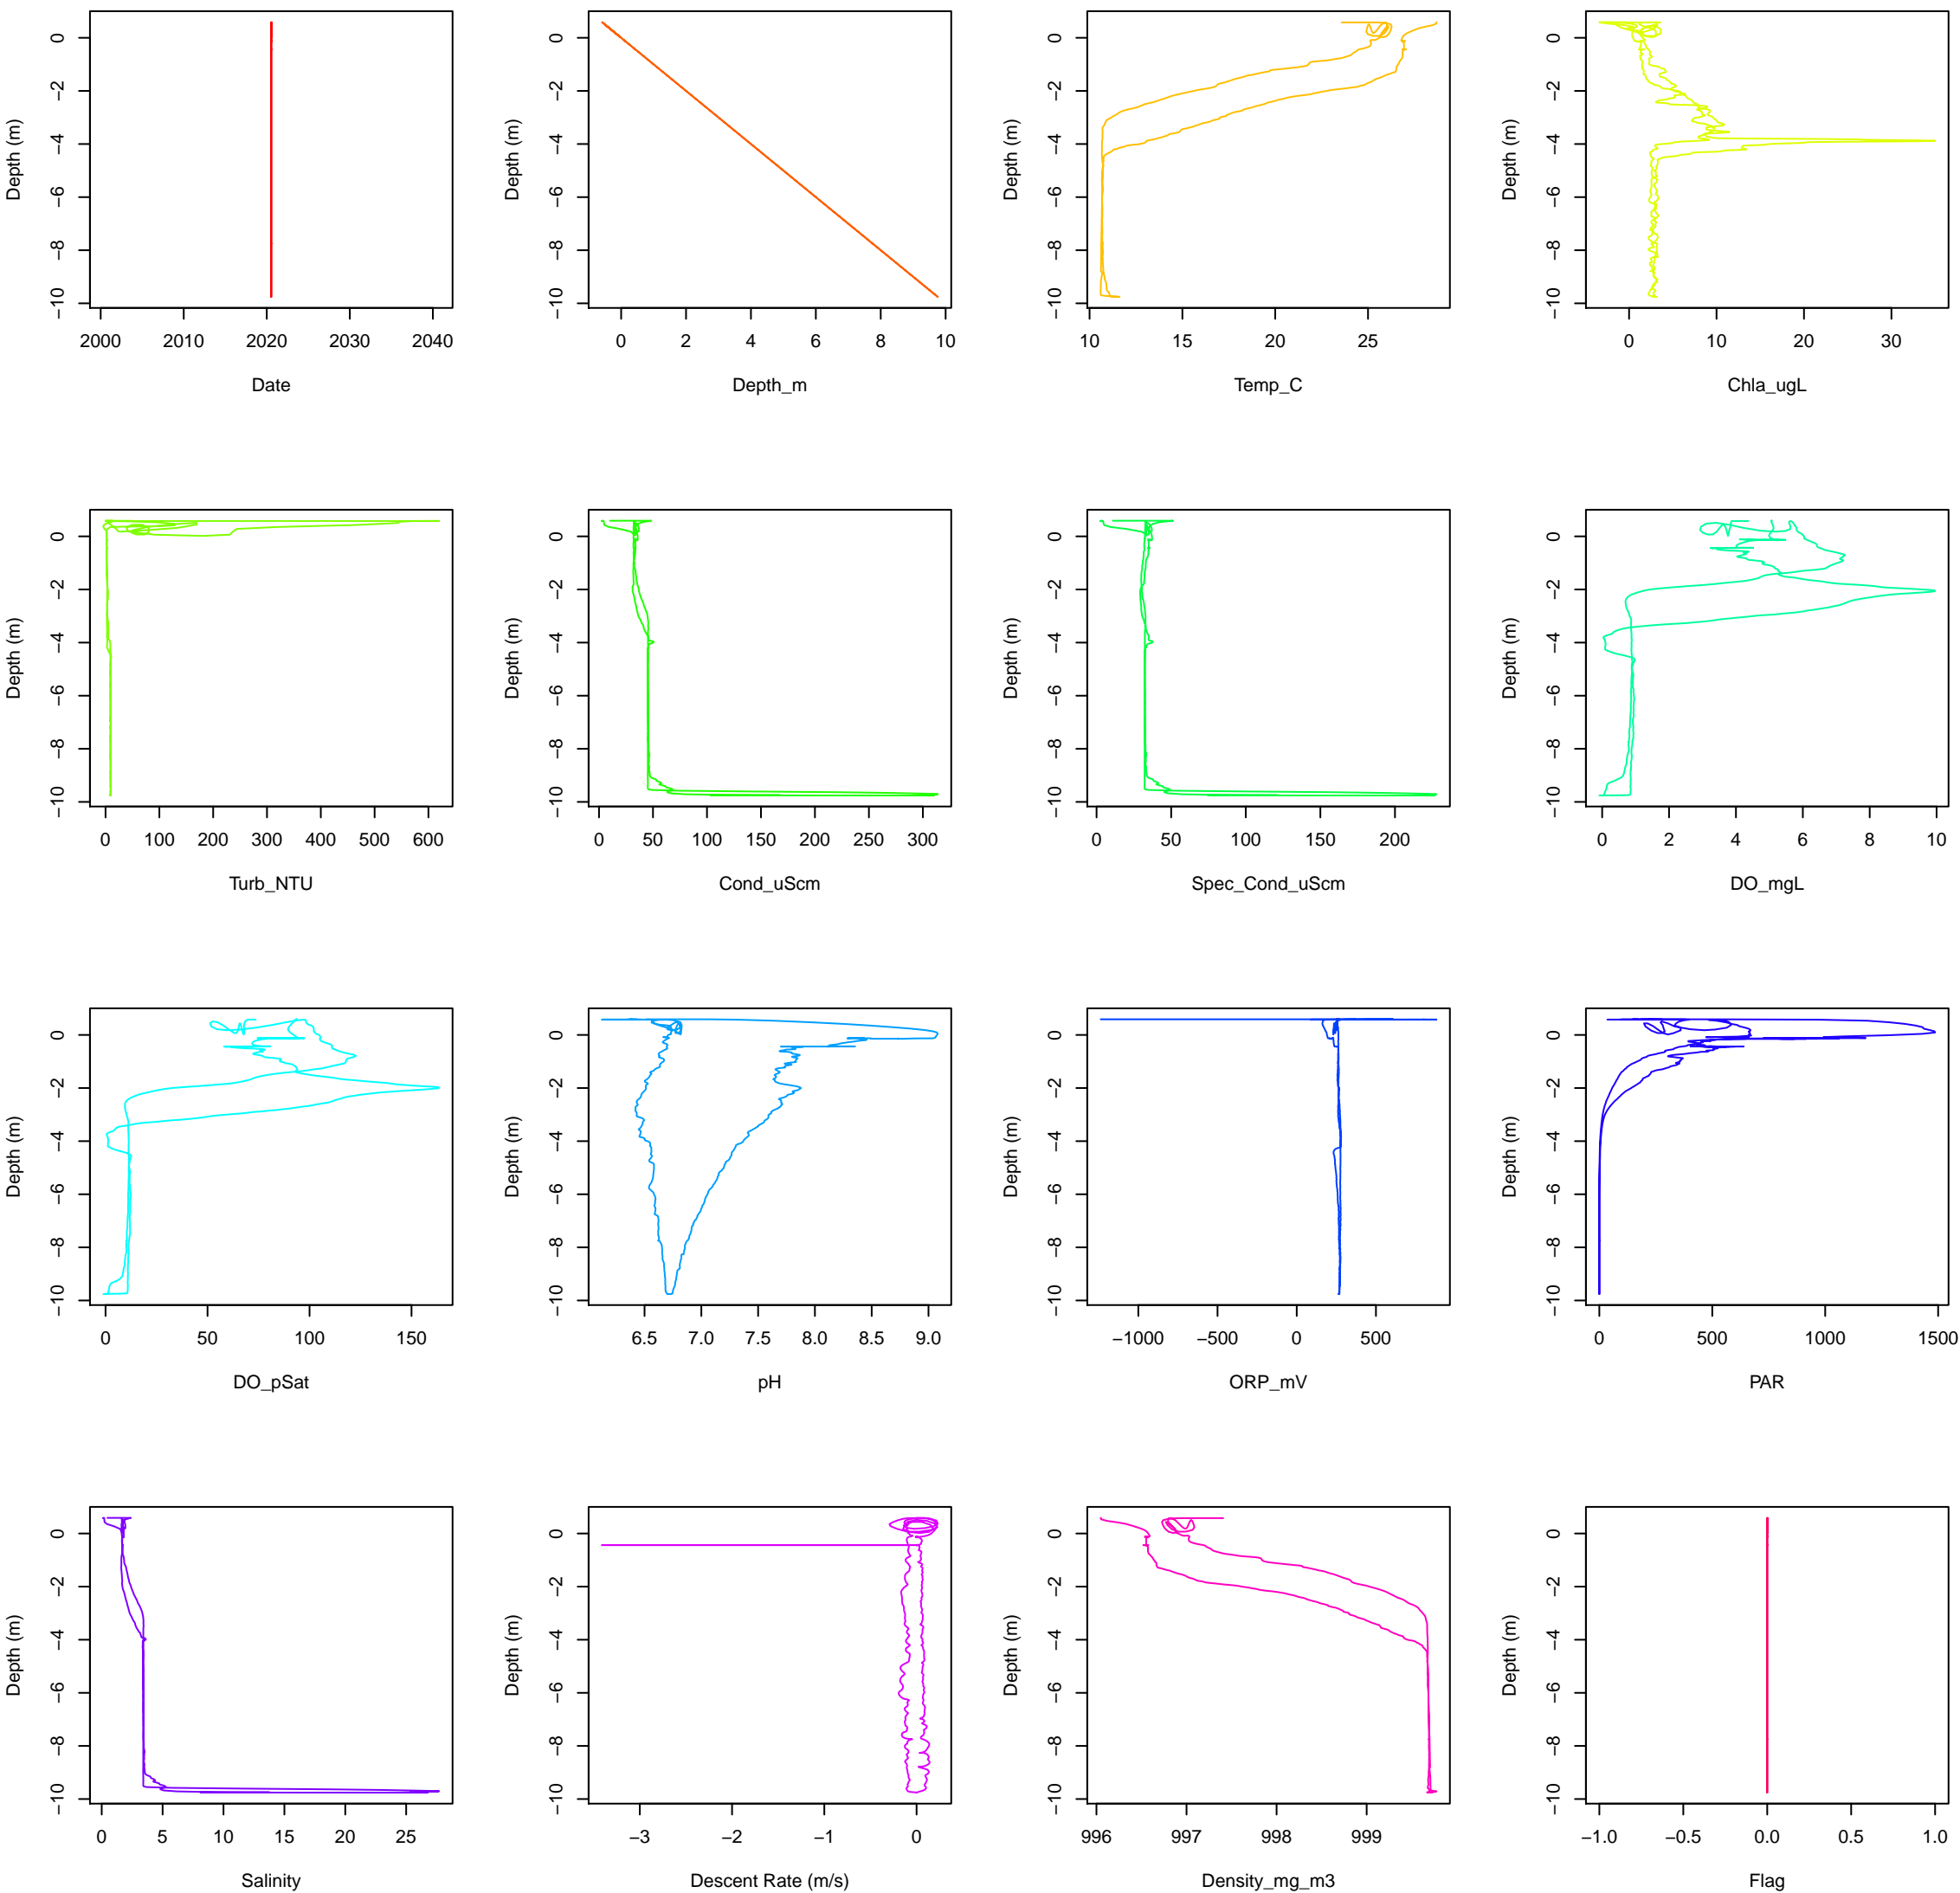 0 −2 −4 −6 −8 −10
Depth (m)
2000 2010 2020 2030 2040
Date
0 −2 −4 −6 −8 −10
Depth (m)
0 2 4 6 8 10
Depth_m
0 −2 −4 −6 −8 −10
Depth (m)
10 15 20 25
Temp_C
0 −2 −4 −6 −8 −10
Depth (m)
0 10 20 30
Chla_ugL
0 −2 −4 −6 −8 −10
Depth (m)
0 100 200 300 400 500 600
Turb_NTU
0 −2 −4 −6 −8 −10
Depth (m)
0 50 100 150 200 250 300
Cond_uScm
0 −2 −4 −6 −8 −10
Depth (m)
0 50 100 150 200
Spec_Cond_uScm
0 −2 −4 −6 −8 −10
Depth (m)
0 2 4 6 8 10
DO_mgL
0 −2 −4 −6 −8 −10
Depth (m)
0 50 100 150
DO_pSat
0 −2 −4 −6 −8 −10
Depth (m)
6.5 7.0 7.5 8.0 8.5 9.0
pH
0 −2 −4 −6 −8 −10
Depth (m)
−1000 −500 0 500
ORP_mV
0 −2 −4 −6 −8 −10
Depth (m)
0 500 1000 1500
PAR
0 −2 −4 −6 −8 −10
Depth (m)
0 5 10 15 20 25
Salinity
0 −2 −4 −6 −8 −10
Depth (m)
−3 −2 −1 0
Descent Rate (m/s)
0 −2 −4 −6 −8 −10
Depth (m)
996 997 998 999
Density_mg_m3
0 −2 −4 −6 −8 −10
Depth (m)
−1.0 −0.5 0.0 0.5 1.0
Flag